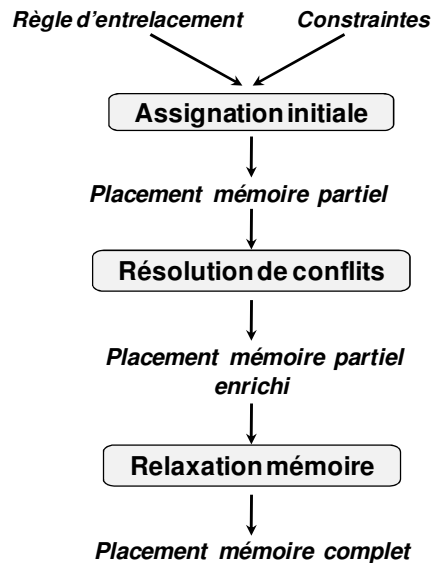 Règle d'entrelacement
Constraintes
Assignation initiale
Placement mémoire partiel
Résolution de conflits
Placement mémoire partiel
enrichi
Relaxation mémoire
Placement mémoire complet